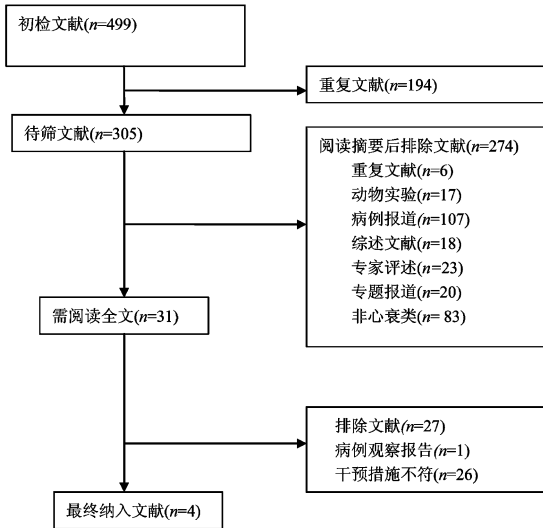 初检文献(n=499)
重复文献(n=194)
待筛文献(n=305)
阅读摘要后排除文献(n=274)
重复文献(n=6)
动物实验(n=17)
病例报道(n=107)
综述文献(n=18)
专家评述(n=23)
专题报道(n=20)
非心衰类(n= 83)
需阅读全文(n=31)
排除文献(n=27)
病例观察报告(n=1)
干预措施不符(n=26)
最终纳入文献(n=4)